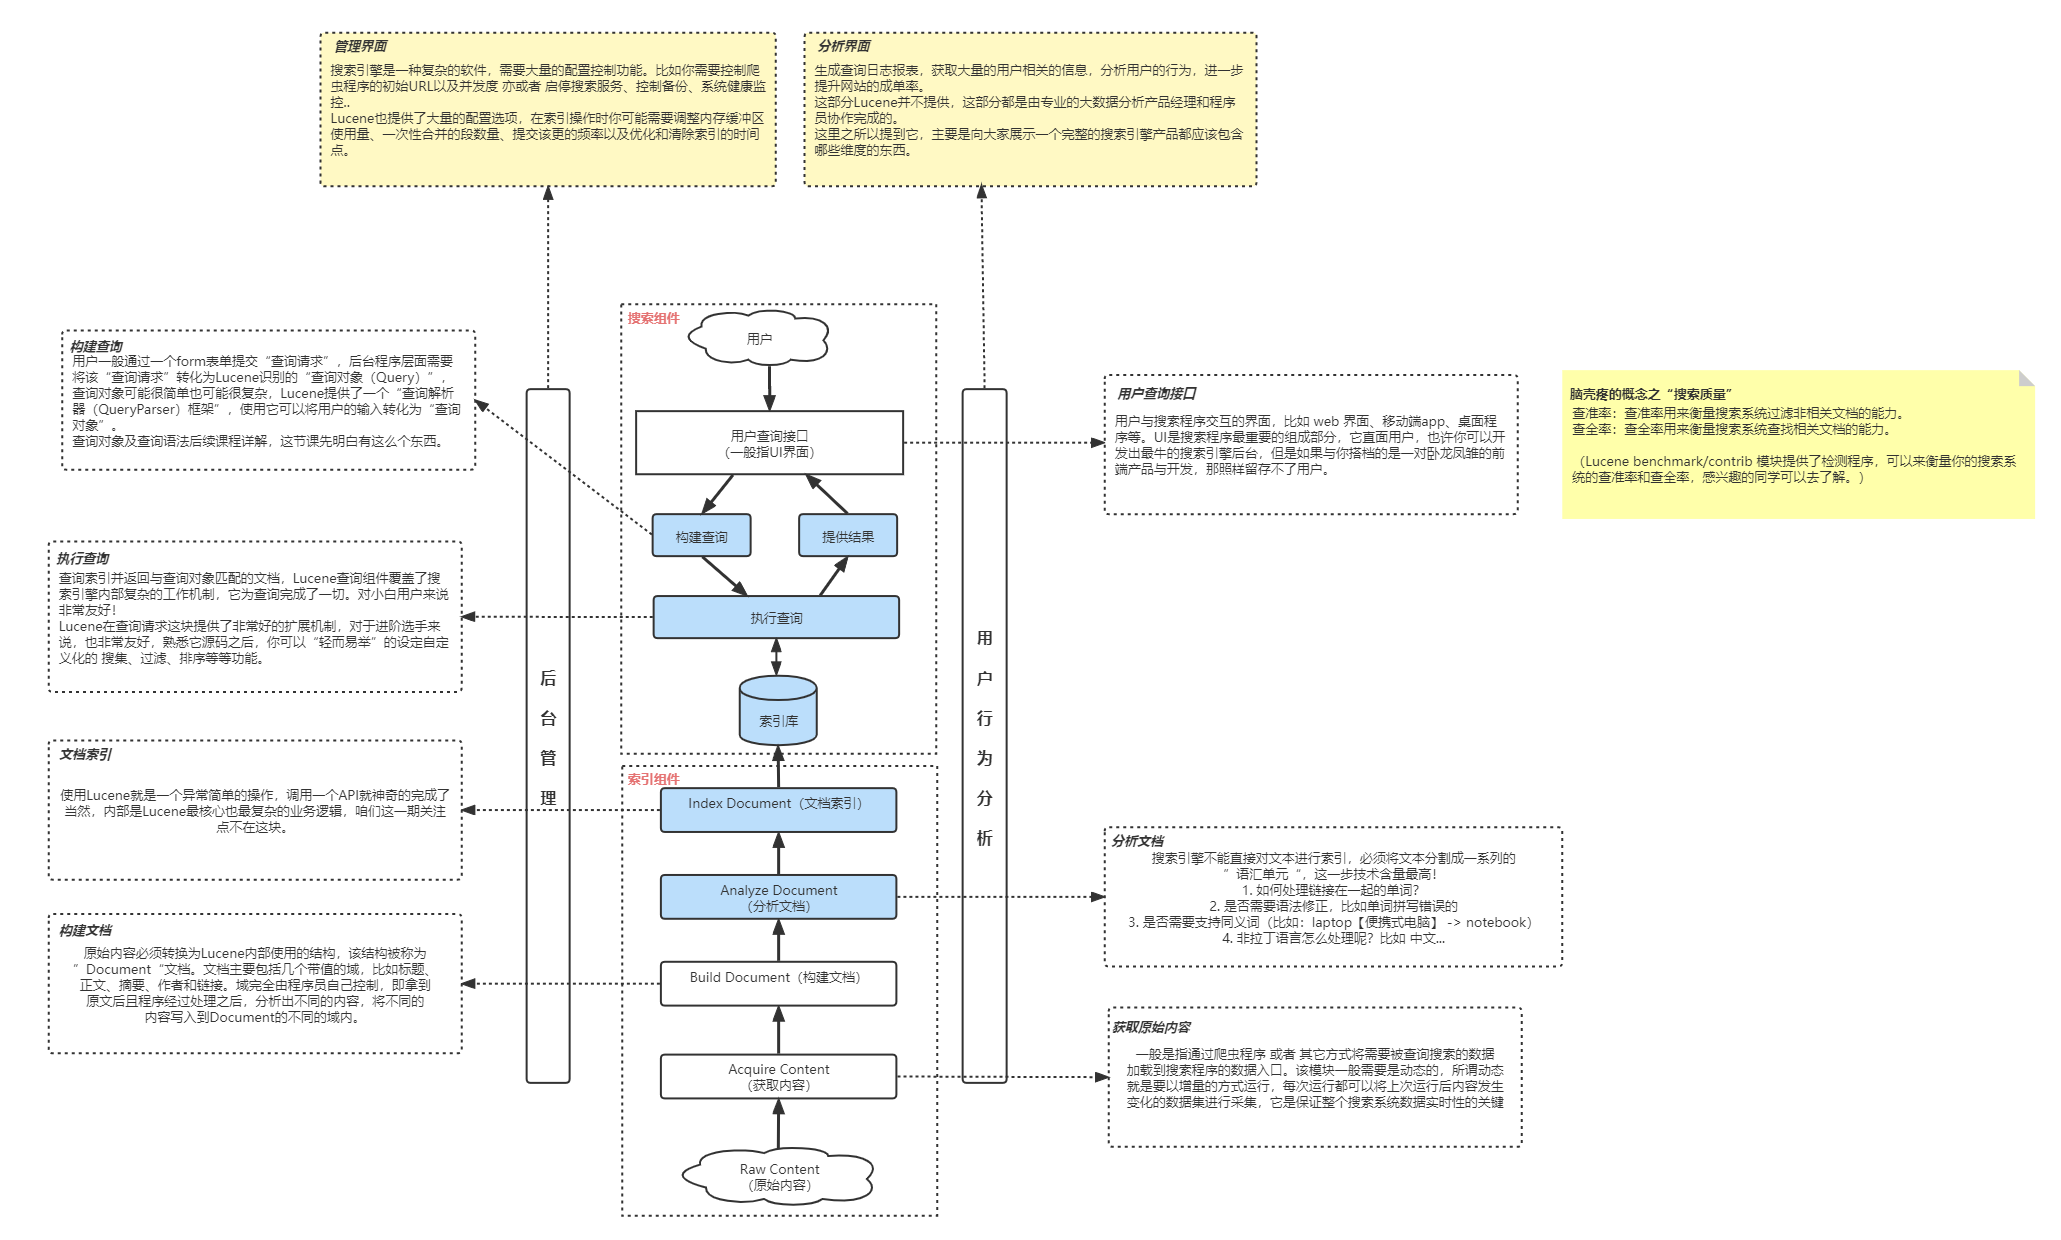 管理界面
搜索引擎是一种复杂的软件，需要大量的配置控制功能。比如你需要控制爬
虫程序的初始URL以及并发度 亦或者 启停搜索服务、控制备份、系统健康监
控..
Lucene也提供了大量的配置选项，在索引操作时你可能需要调整内存缓冲区
使用量、一次性合并的段数量、提交该更的频率以及优化和清除索引的时间
点。
分析界面
生成查询日志报表，获取大量的用户相关的信息，分析用户的行为，进一步
提升网站的成单率。
这部分Lucene并不提供，这部分都是由专业的大数据分析产品经理和程序
员协作完成的。
这里之所以提到它，主要是向大家展示一个完整的搜索引擎产品都应该包含
哪些维度的东西。
构建查询
用户一般通过一个form表单提交“查询请求”，后台程序层面需要
将该“查询请求”转化为Lucene识别的“查询对象（Query）”，
查询对象可能很简单也可能很复杂，Lucene提供了一个“查询解析
器（QueryParser）框架”，使用它可以将用户的输入转化为“查询
对象”。
查询对象及查询语法后续课程详解，这节课先明白有这么个东西。
执行查询
查询索引并返回与查询对象匹配的文档，Lucene查询组件覆盖了搜
索引擎内部复杂的工作机制，它为查询完成了一切。对小白用户来说
非常友好！
Lucene在查询请求这块提供了非常好的扩展机制，对于进阶选手来
说，也非常友好，熟悉它源码之后，你可以“轻而易举”的设定自定
义化的 搜集、过滤、排序等等功能。
文档索引
使用Lucene就是一个异常简单的操作，调用一个API就神奇的完成了
当然，内部是Lucene最核心也最复杂的业务逻辑，咱们这一期关注
点不在这块。
构建文档
原始内容必须转换为Lucene内部使用的结构，该结构被称为
”Document“文档。文档主要包括几个带值的域，比如标题、
正文、摘要、作者和链接。域完全由程序员自己控制，即拿到
原文后且程序经过处理之后，分析出不同的内容，将不同的
内容写入到Document的不同的域内。
后
台
管
理
搜索组件
用户
用户查询接口
（一般指UI界面）
构建查询
提供结果
执行查询
索引库
索引组件
Index Document（文档索引）
Analyze Document
（分析文档）
Build Document（构建文档）
Acquire Content
（获取内容）
Raw Content
（原始内容）
用
户
行
为
分
析
用户查询接口
用户与搜索程序交互的界面，比如 web 界面、移动端app、桌面程
序等。UI是搜索程序最重要的组成部分，它直面用户，也许你可以开
发出最牛的搜索引擎后台，但是如果与你搭档的是一对卧龙凤雏的前
端产品与开发，那照样留存不了用户。
脑壳疼的概念之“搜索质量”
查准率：查准率用来衡量搜索系统过滤非相关文档的能力。
查全率：查全率用来衡量搜索系统查找相关文档的能力。
（Lucene benchmark/contrib 模块提供了检测程序，可以来衡量你的搜索系
统的查准率和查全率，感兴趣的同学可以去了解。）
分析文档
搜索引擎不能直接对文本进行索引，必须将文本分割成一系列的
”语汇单元“，这一步技术含量最高！
1. 如何处理链接在一起的单词？
2. 是否需要语法修正，比如单词拼写错误的
3. 是否需要支持同义词（比如：laptop【便携式电脑】 -> notebook）
4. 非拉丁语言怎么处理呢？比如 中文...
获取原始内容
一般是指通过爬虫程序 或者 其它方式将需要被查询搜索的数据
加载到搜索程序的数据入口。该模块一般需要是动态的，所谓动态
就是要以增量的方式运行，每次运行都可以将上次运行后内容发生
变化的数据集进行采集，它是保证整个搜索系统数据实时性的关键